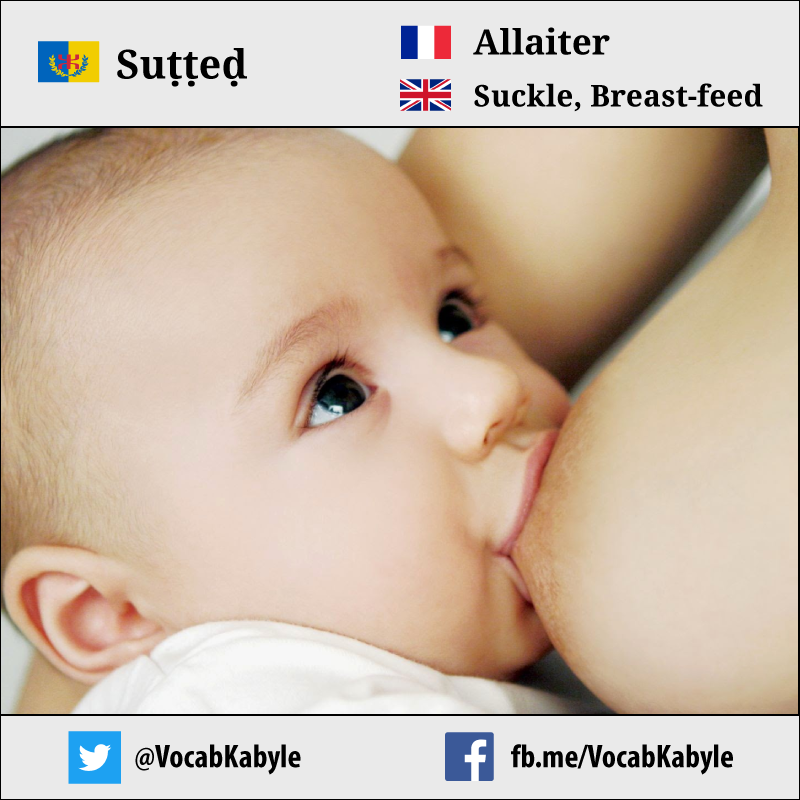 Suṭṭeḍ
Allaiter
Suckle, Breast-feed
@VocabKabyle
fb.me/VocabKabyle